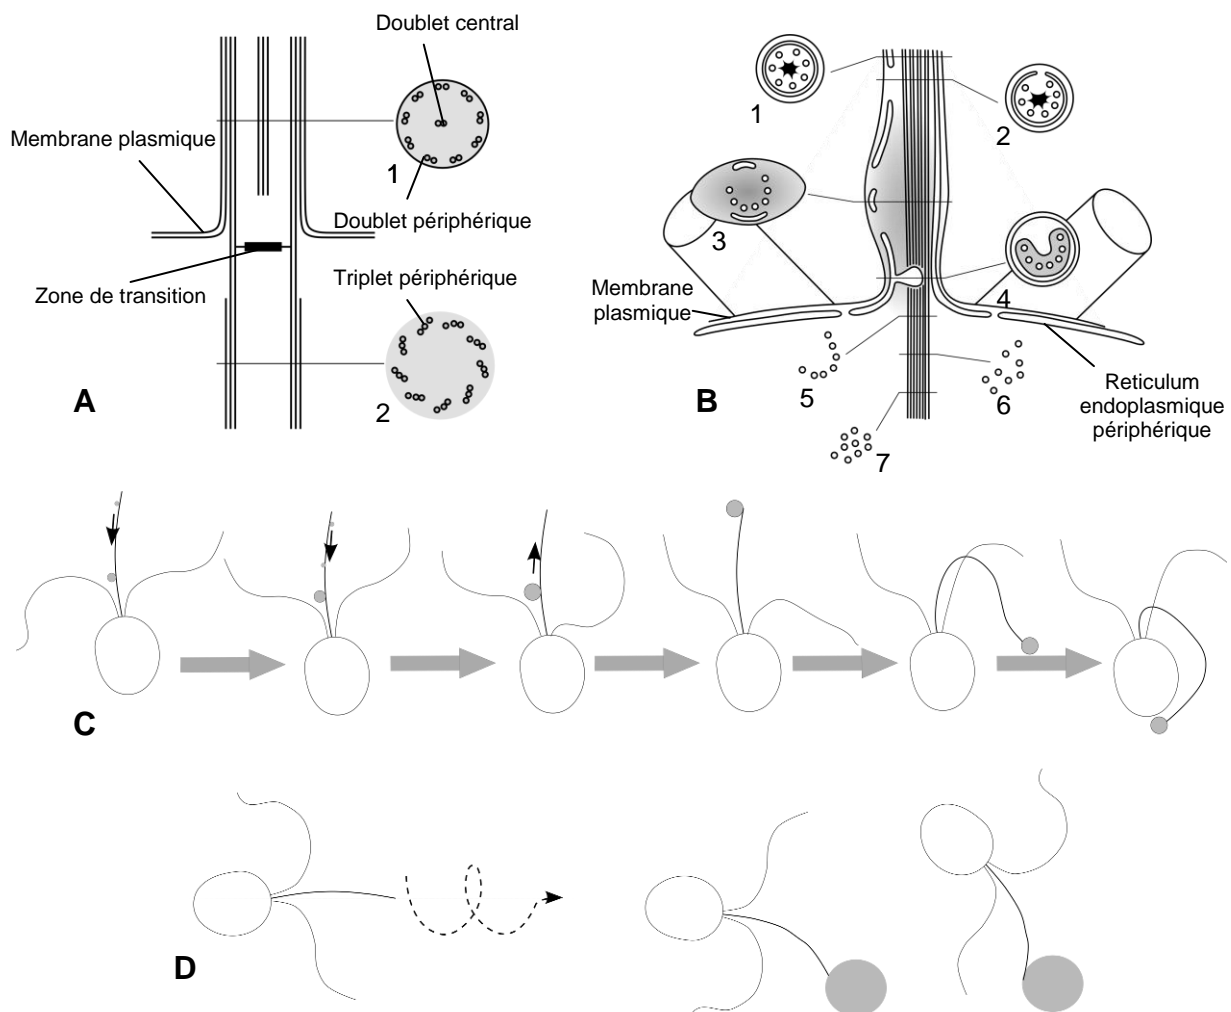 Doublet central
Membrane plasmique
1
Doublet périphérique
Triplet périphérique
Zone de transition
2
A
1
2
3
4
Membrane
plasmique
5
6
7
Reticulum
endoplasmique
périphérique
B
C
D